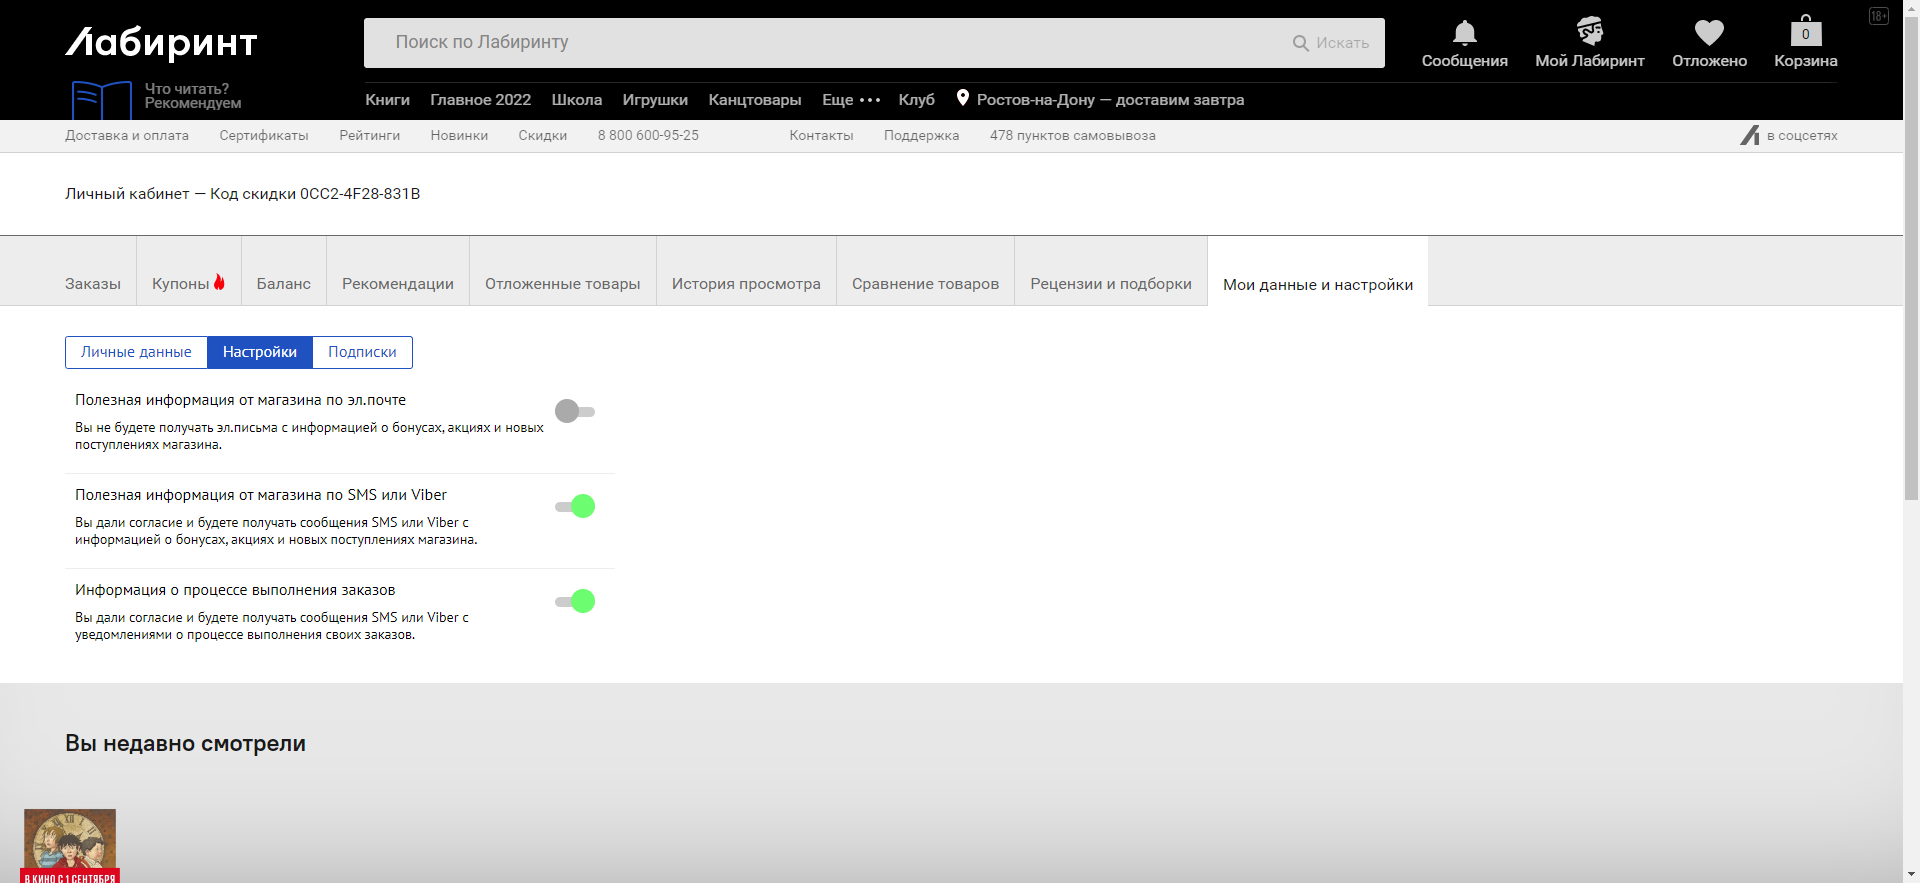 Лабиринт
Поиск по Лабиринту
Искать
Сообщения
Мой Лабиринт
Отложено
0
Корзина
18+
Что читать?
Рекомендуем
Книги
Главное 2022
Школа
Игрушки
Канцтовары
Еще •••
Клуб
Ростов-на-Дону — доставим завтра
Доставка и оплата
Сертификаты
Рейтинги
Новинки
Скидки
8 800 600-95-25
Контакты
Поддержка
478 пунктов самовывоза
в соцсетях
Личный кабинет — Код скидки 0CC2-4F28-831B
Заказы
Купоны
Баланс
Рекомендации
Отложенные товары
История просмотра
Сравнение товаров
Рецензии и подборки
Мои данные и настройки
Личные данные
Настройки
Подписки
Полезная информация от магазина по эл.почте
Вы не будете получать эл.письма с информацией о бонусах, акциях и новых
поступлениях магазина.
Полезная информация от магазина по SMS или Viber
Вы дали согласие и будете получать сообщения SMS или Viber с
информацией о бонусах, акциях и новых поступлениях магазина.
Информация о процессе выполнения заказов
Вы дали согласие и будете получать сообщения SMS или Viber с
уведомлениями о процессе выполнения своих заказов.
Вы недавно смотрели
В КИНО С 1 СЕНТЯБРЯ